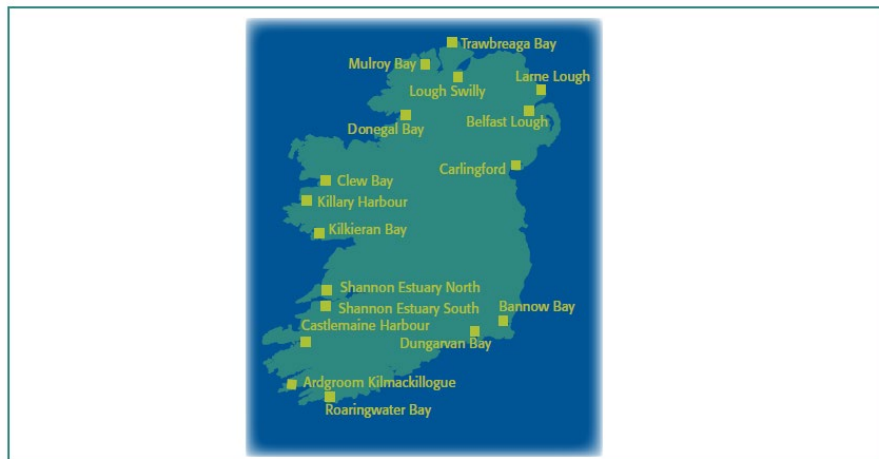 Trawbreaga Bay
Mulroy Bay
Larne Lough
Lough Swilly
Belfast Lough
Donegal Bay
Carlingford
Clew Bay
Killary Harbour
Kilkieran Bay
Shannon Estuary North
Shannon Estuary South
Bannow Bay
Castlemaine Harbour
Dungarvan Bay
Ardgroom Kilmackillogue
Roaringwater Bay